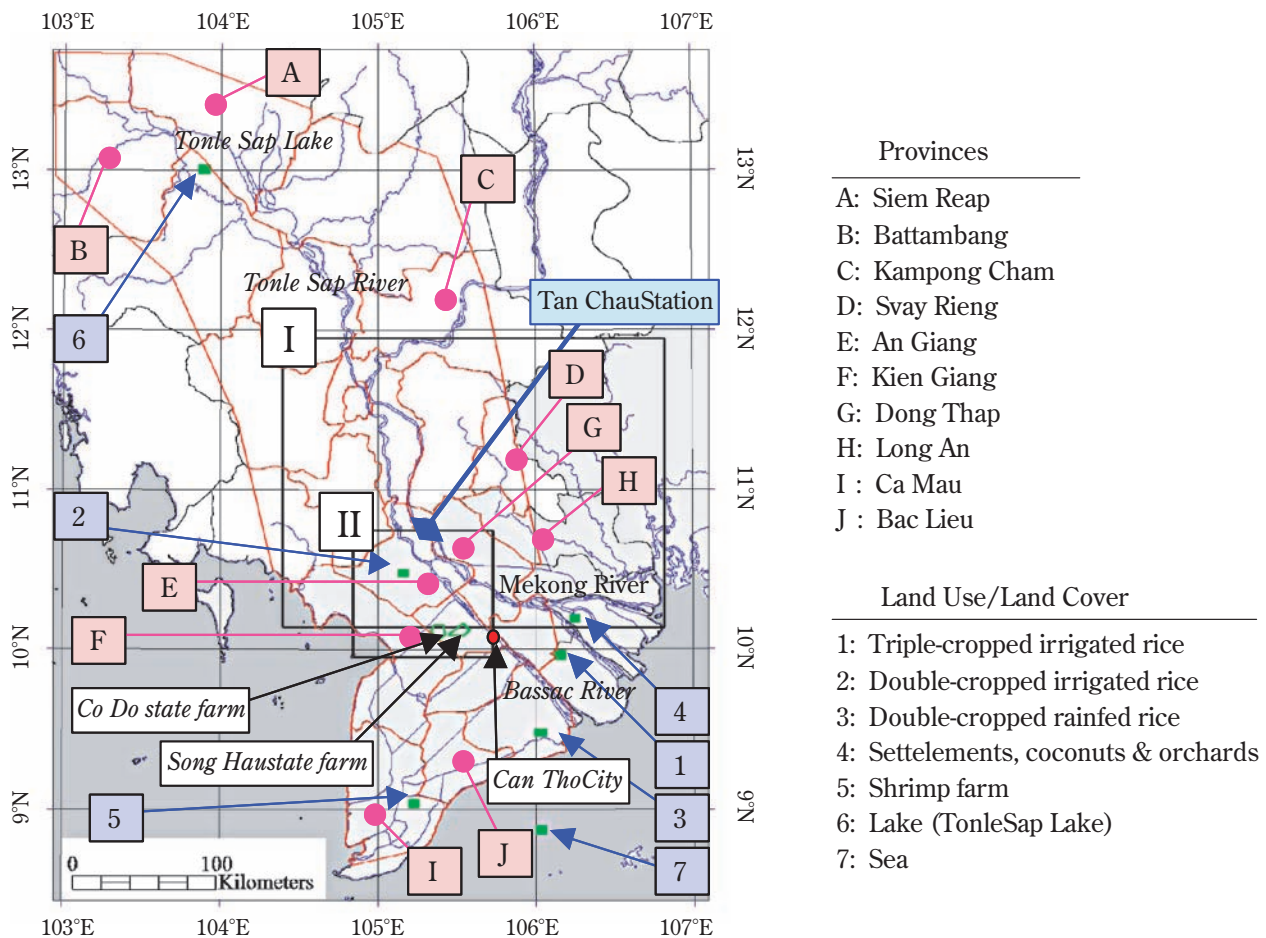 103°E 104°E 105°E 106°E 107°E
A
Tonle Sap Lake
13°N
13°N
C
B
Tonle Sap River
Tan ChauStation
6
12°N
12°N
I
D
G
H
11°N
11°N
2
II
E
Mekong River
F
10°N
10°N
Bassac River
Co Do state farm
4
Song Haustate farm
Can ThoCity
1
5
9°N
9°N
3
J
I
7
0 100
Kilometers
103°E 104°E 105°E 106°E 107°E
Provinces
A: Siem Reap
B: Battambang
C: Kampong Cham
D: Svay Rieng
E: An Giang
F: Kien Giang
G: Dong Thap
H: Long An
I : Ca Mau
J : Bac Lieu
Land Use/Land Cover
1: Triple-cropped irrigated rice
2: Double-cropped irrigated rice
3: Double-cropped rainfed rice
4: Settelements, coconuts & orchards
5: Shrimp farm
6: Lake (TonleSap Lake)
7: Sea